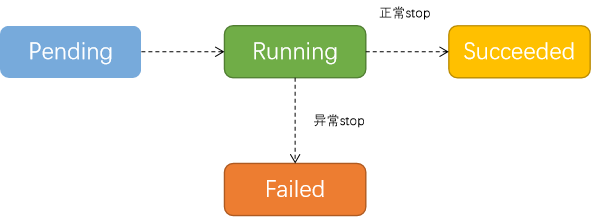 正常stop
Pending
Running
Succeeded
异常stop
Failed